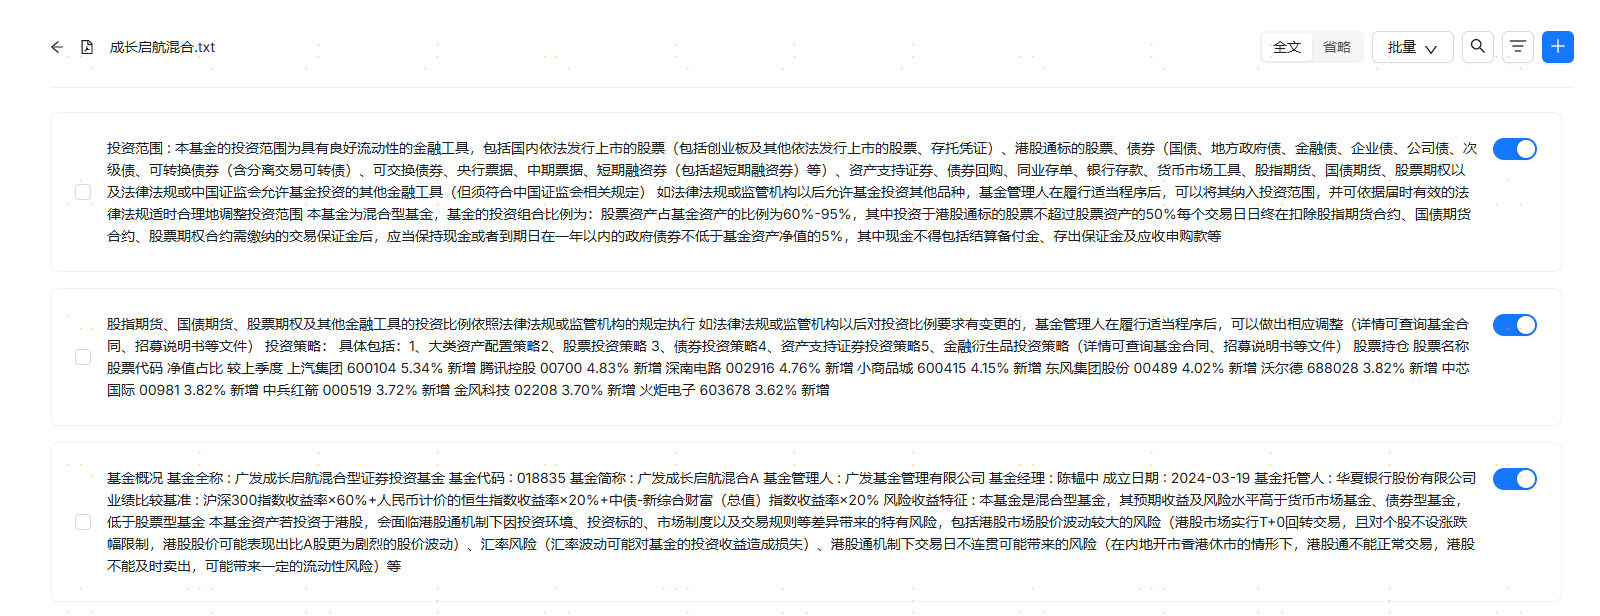 成长启航混合.txt
全文 省略 批量
投资范围：本基金的投资范围为具有良好流动性的金融工具，包括国内依法发行上市的股票（包括创业板及其他依法发行上市的股票、存托凭证）、港股通标的股票、债券（国债、地方政府债、金融债、企业债、公司债、次
级债、可转换债券（含分离交易可转债）、可交换债券、央行票据、中期票据、短期融资券（包括超短期融资券）等）、资产支持证券、债券回购、同业存单、银行存款、货币市场工具、股指期货、国债期货、股票期权以
及法律法规或中国证监会允许基金投资的其他金融工具（但须符合中国证监会相关规定） 如法律法规或监管机构以后允许基金投资其他品种，基金管理人在履行适当程序后，可以将其纳入投资范围，并可依据届时有效的法
律法规适时合理地调整投资范围 本基金为混合型基金，基金的投资组合比例为：股票资产占基金资产的比例为60%-95%，其中投资于港股通标的股票不超过股票资产的50%每个交易日日终在扣除股指期货合约、国债期货
合约、股票期权合约需缴纳的交易保证金后，应当保持现金或者到期日在一年以内的政府债券不低于基金资产净值的5%，其中现金不得包括结算备付金、存出保证金及应收申购款等
股指期货、国债期货、股票期权及其他金融工具的投资比例依照法律法规或监管机构的规定执行 如法律法规或监管机构以后对投资比例要求有变更的，基金管理人在履行适当程序后，可以做出相应调整（详情可查询基金合
同、招募说明书等文件） 投资策略： 具体包括：1、大类资产配置策略2、股票投资策略 3、债券投资策略4、资产支持证券投资策略5、金融衍生品投资策略（详情可查询基金合同、招募说明书等文件） 股票持仓 股票名称
股票代码 净值占比 较上季度 上汽集团 600104 5.34% 新增 腾讯控股 00700 4.83% 新增 深南电路 002916 4.76% 新增 小商品城 600415 4.15% 新增 东风集团股份 00489 4.02% 新增 沃尔德 688028 3.82% 新增 中芯
国际 00981 3.82% 新增 中兵红箭 000519 3.72% 新增 金风科技 02208 3.70% 新增 火炬电子 603678 3.62% 新增
基金概况 基金全称：广发成长启航混合型证券投资基金 基金代码：018835 基金简称：广发成长启航混合A 基金管理人：广发基金管理有限公司 基金经理：陈韫中 成立日期：2024-03-19 基金托管人：华夏银行股份有限公司
业绩比较基准：沪深300指数收益率×60%+人民币计价的恒生指数收益率×20%+中债-新综合财富（总值）指数收益率×20% 风险收益特征：本基金是混合型基金，其预期收益及风险水平高于货币市场基金、债券型基金，
低于股票型基金 本基金资产若投资于港股，会面临港股通机制下因投资环境、投资标的、市场制度以及交易规则等差异带来的特有风险，包括港股市场股价波动较大的风险（港股市场实行T+0回转交易，且对个股不设涨跌
幅限制，港股股价可能表现出比A股更为剧烈的股价波动）、汇率风险（汇率波动可能对基金的投资收益造成损失）、港股通机制下交易日不连贯可能带来的风险（在内地开市香港休市的情形下，港股通不能正常交易，港股
不能及时卖出，可能带来一定的流动性风险）等